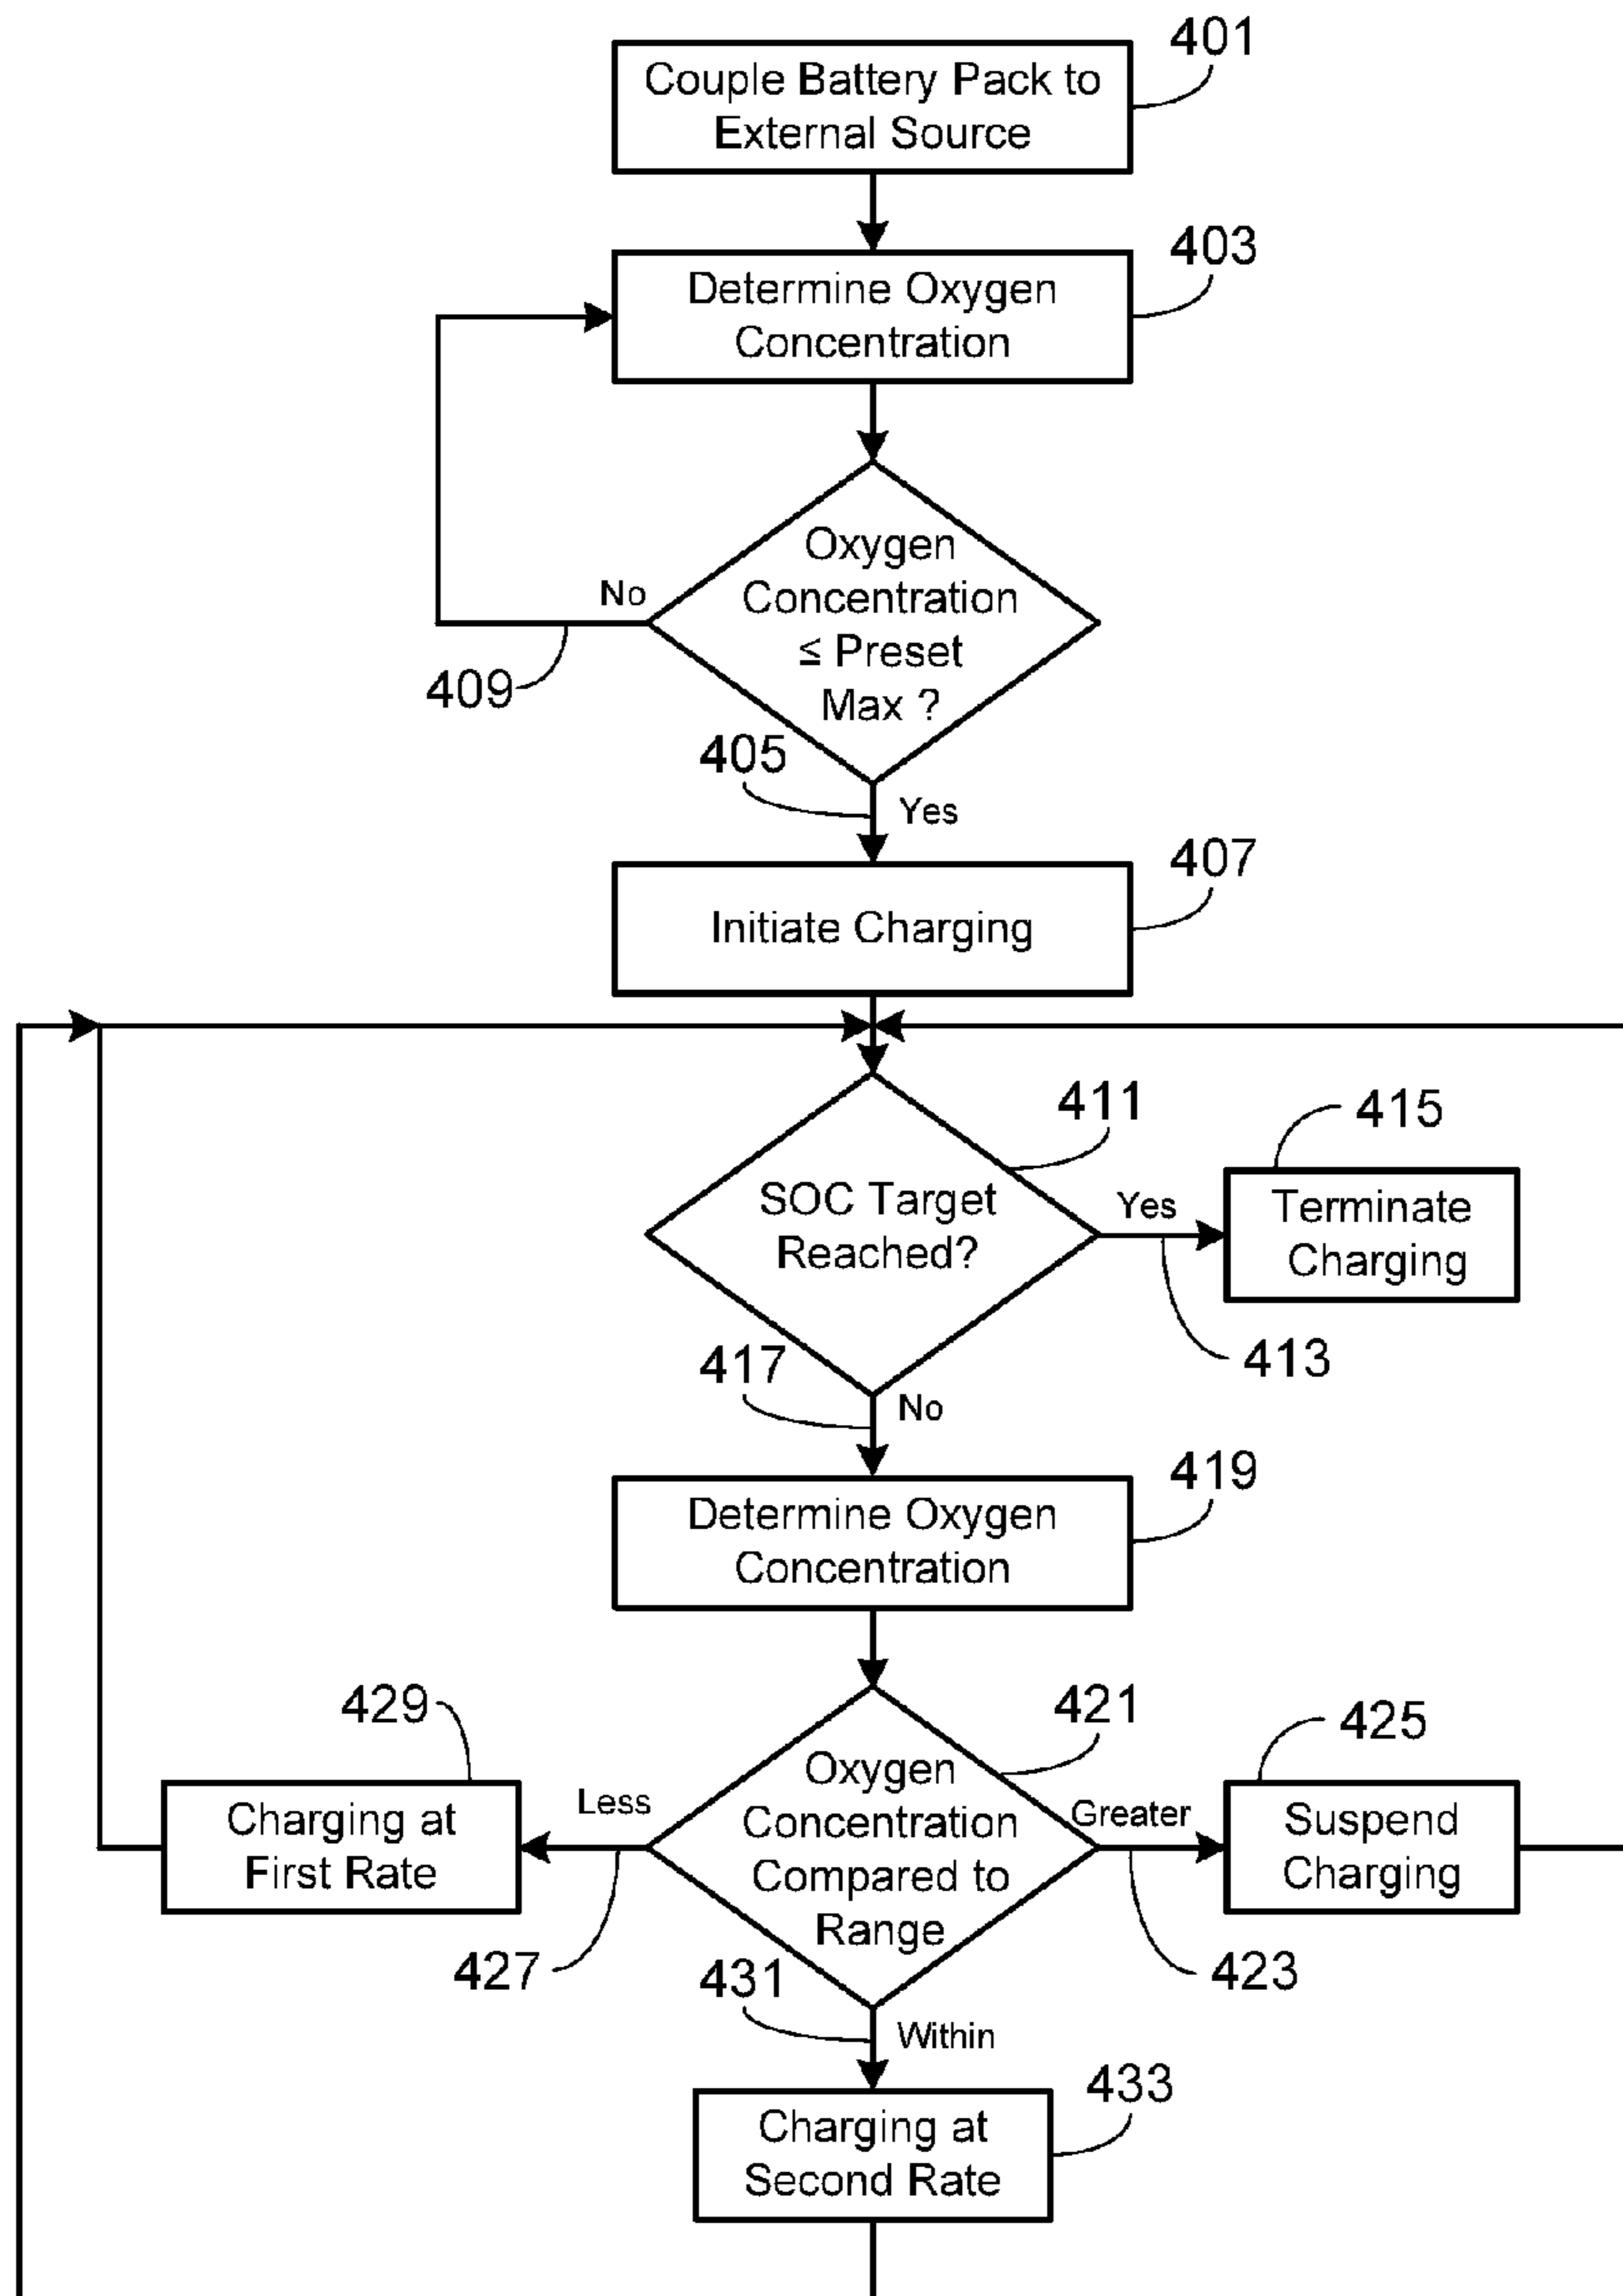 401
Couple Battery Pack to
External Source
403
Determine Oxygen
Concentration
Oxygen
Concentration
≤ Preset
Max ?
No
409
405
Yes
407
Initiate Charging
411
415
SOC Target
Reached?
Yes
Terminate
Charging
413
417
No
419
Determine Oxygen
Concentration
429
421
425
Oxygen
Concentration
Compared to
Range
Less
Greater
Charging at
First Rate
Suspend
Charging
427
431
423
Within
433
Charging at
Second Rate